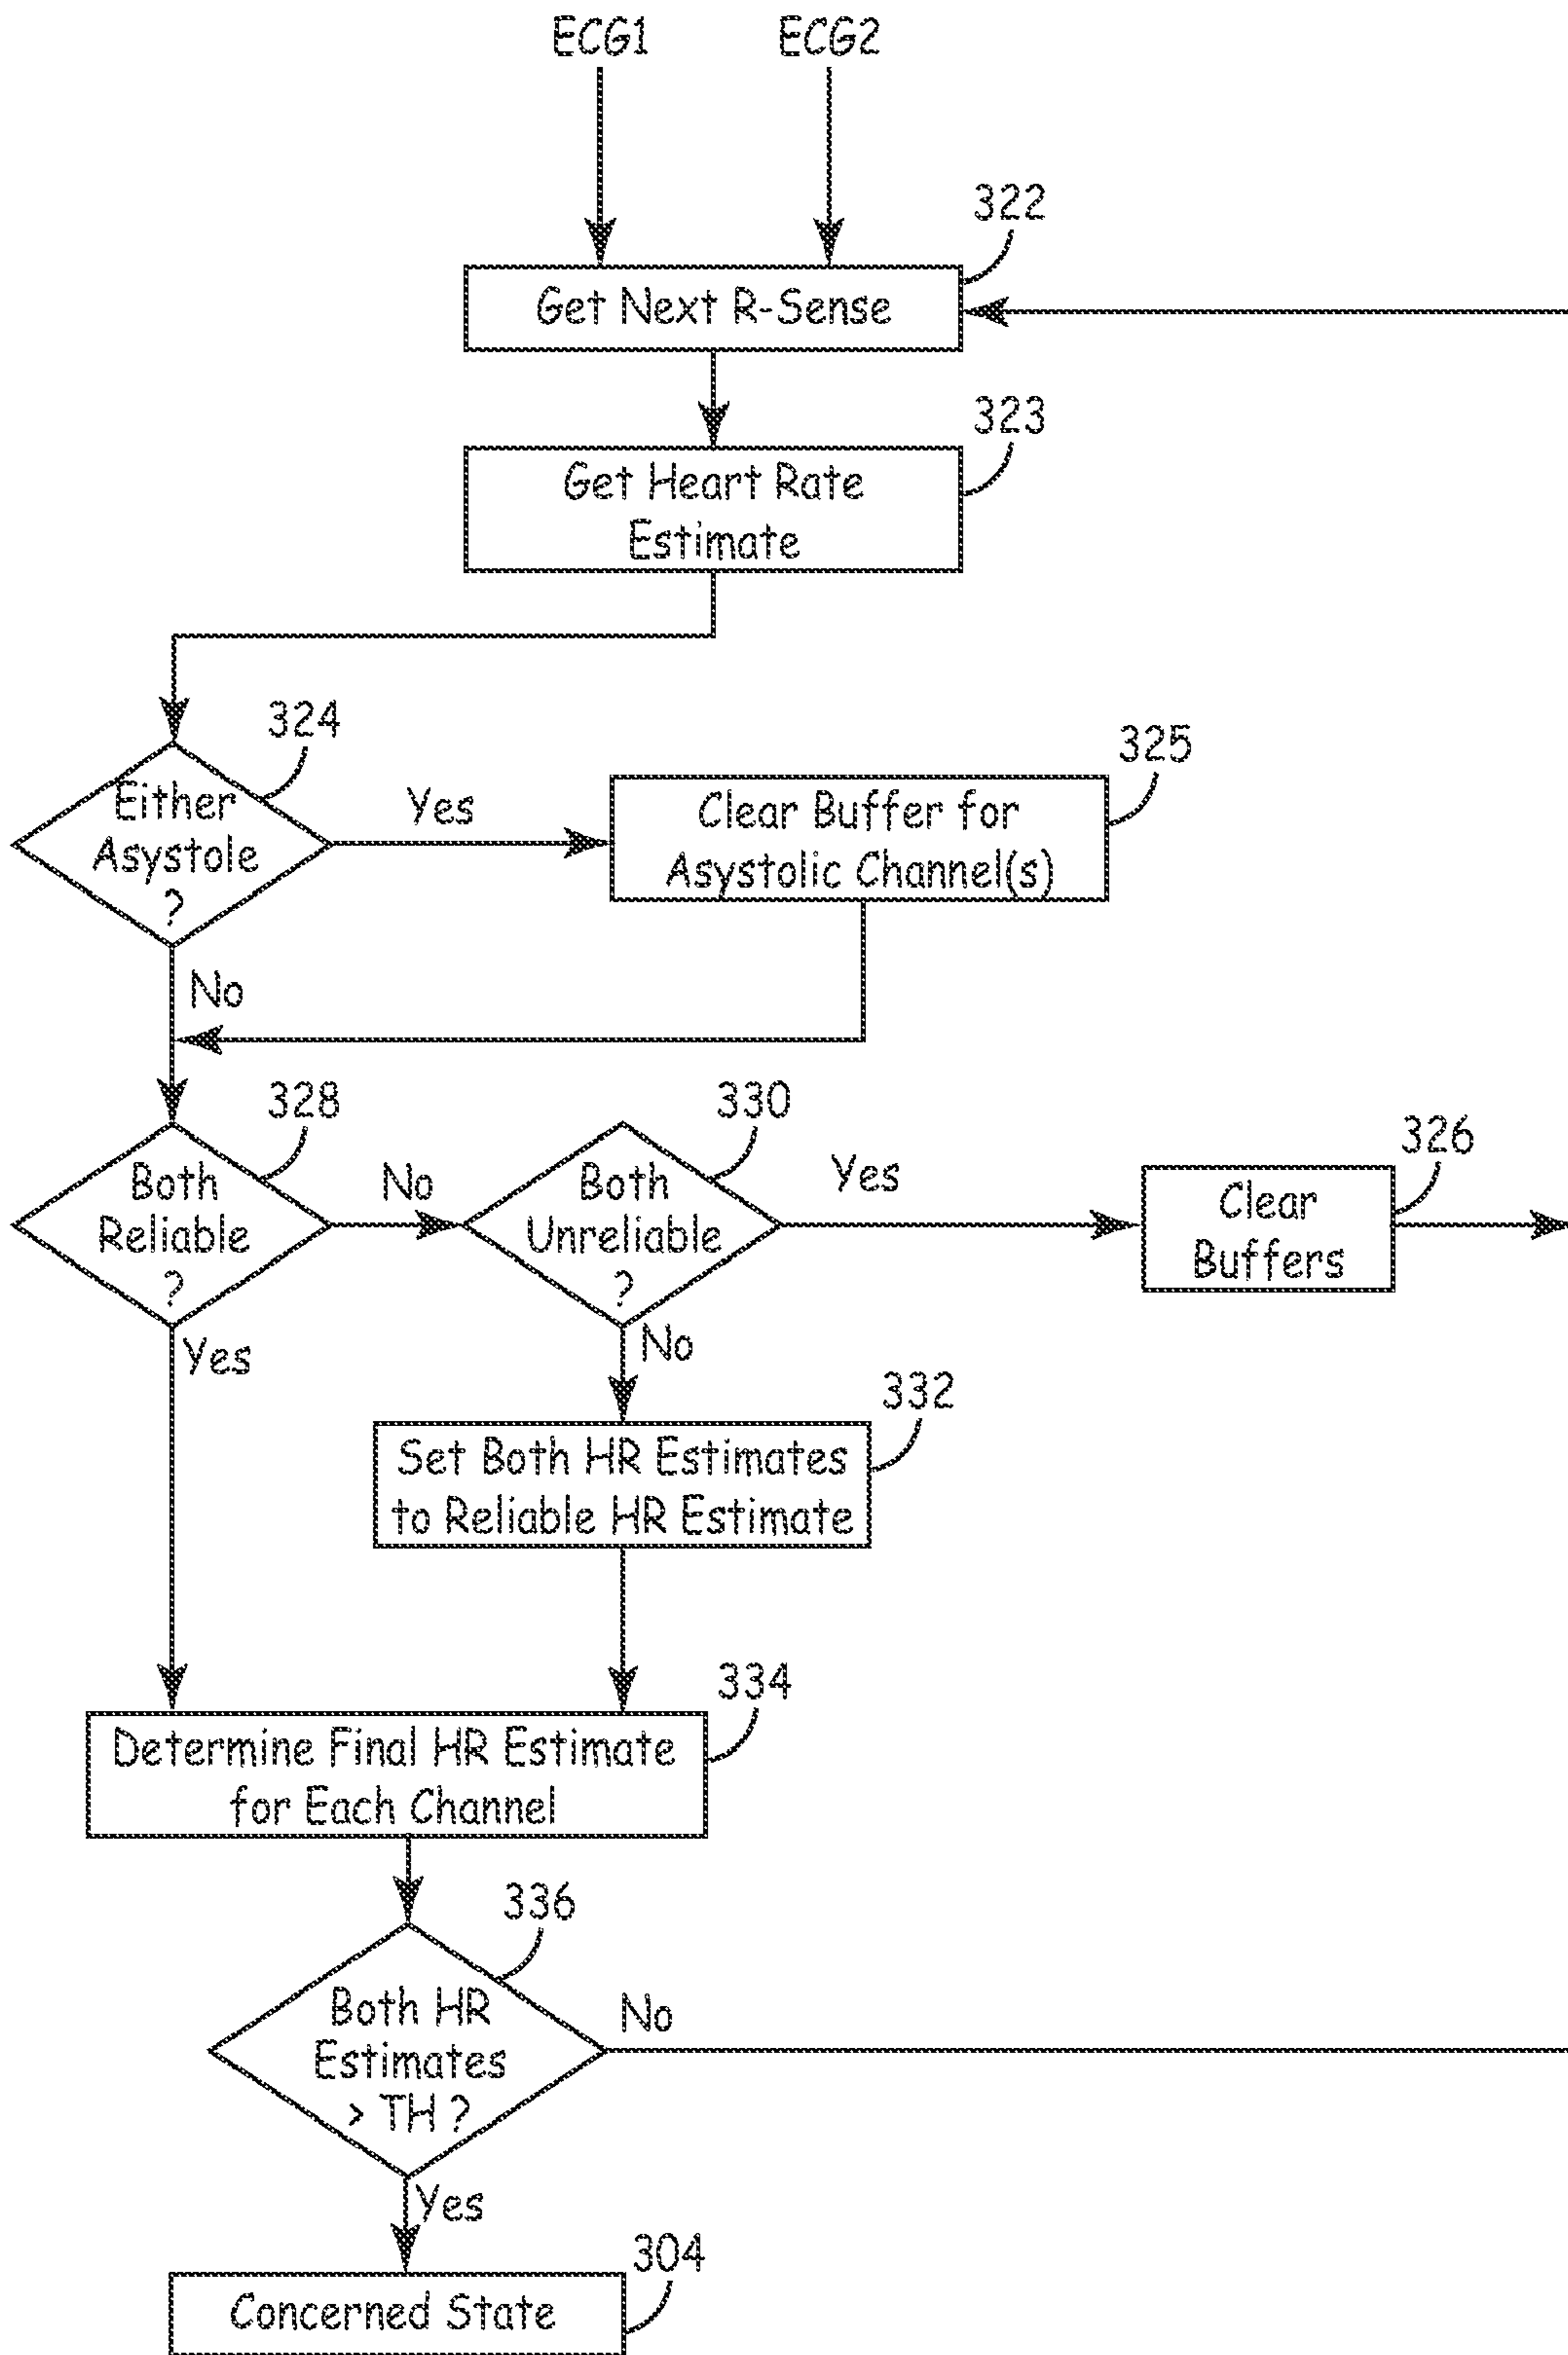 ECG1
ECG2
322
Get Next R-Sense
323
Get Heart Rate
Estimate
324
Either
Asystole
?
Yes
325
Clear Buffer for
Asystolic Channel(s)
No
328
Both
Reliable
?
No
330
Both
Unreliable
?
Yes
326
Clear
Buffers
Yes
No
332
Set Both HR Estimates
to Reliable HR Estimate
334
Determine Final HR Estimate
for Each Channel
336
Both HR
Estimates
> TH ?
No
Yes
304
Concerned State